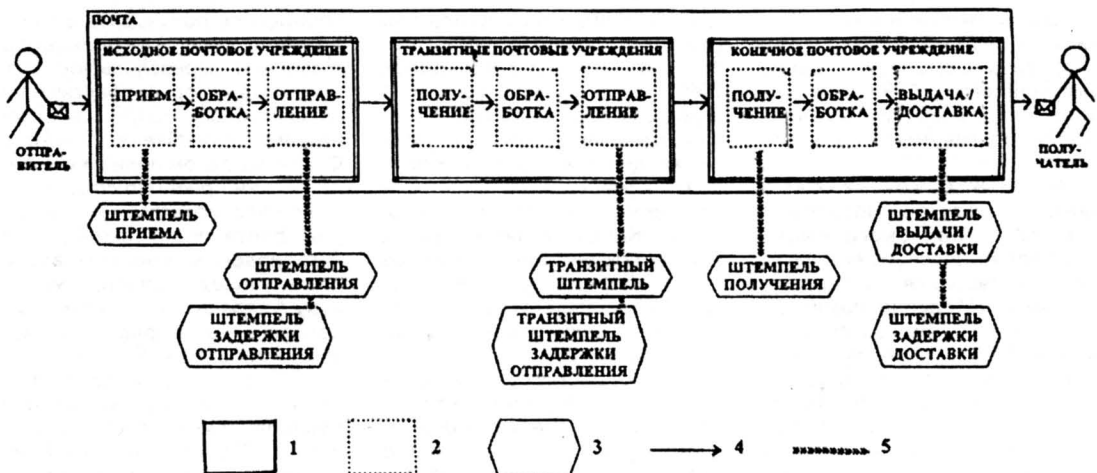 ПОЧТА
ИСХОДНОЕ ПОЧТОВОЕ УЧРЕЖДЕНИЕ
ТРАНЗИТНЫЕ ПОЧТОВЫЕ УЧРЕЖДЕНИЯ
КОНЕЧНОЕ ПОЧТОВОЕ УЧРЕЖДЕНИЕ
ОТПРА-
ВИТЕЛЬ
ПРИЕМ
ОБРА-
БОТКА
ОТПРАВ-
ЛЕНИЕ
ПОЛУ-
ЧЕНИЕ
ОБРА-
БОТКА
ОТПРАВ-
ЛЕНИЕ
ПОЛУ-
ЧЕНИЕ
ОБРА-
БОТКА
ВЫДАЧА /
ДОСТАВКА
ПОЛУ-
ЧАТЕЛЬ
ШТЕМПЕЛЬ
ПРИЕМА
ШТЕМПЕЛЬ
ОТПРАВЛЕНИЯ
ШТЕМПЕЛЬ
ЗАДЕРЖКИ
ОТПРАВЛЕНИЯ
ТРАНЗИТНЫЙ
ШТЕМПЕЛЬ
ТРАНЗИТНЫЙ
ШТЕМПЕЛЬ
ЗАДЕРЖКИ
ОТПРАВЛЕНИЯ
ШТЕМПЕЛЬ
ПОЛУЧЕНИЯ
ШТЕМПЕЛЬ
ВЫДАЧИ /
ДОСТАВКИ
ШТЕМПЕЛЬ
ЗАДЕРЖКИ
ДОСТАВКИ
1
2
3
4
5